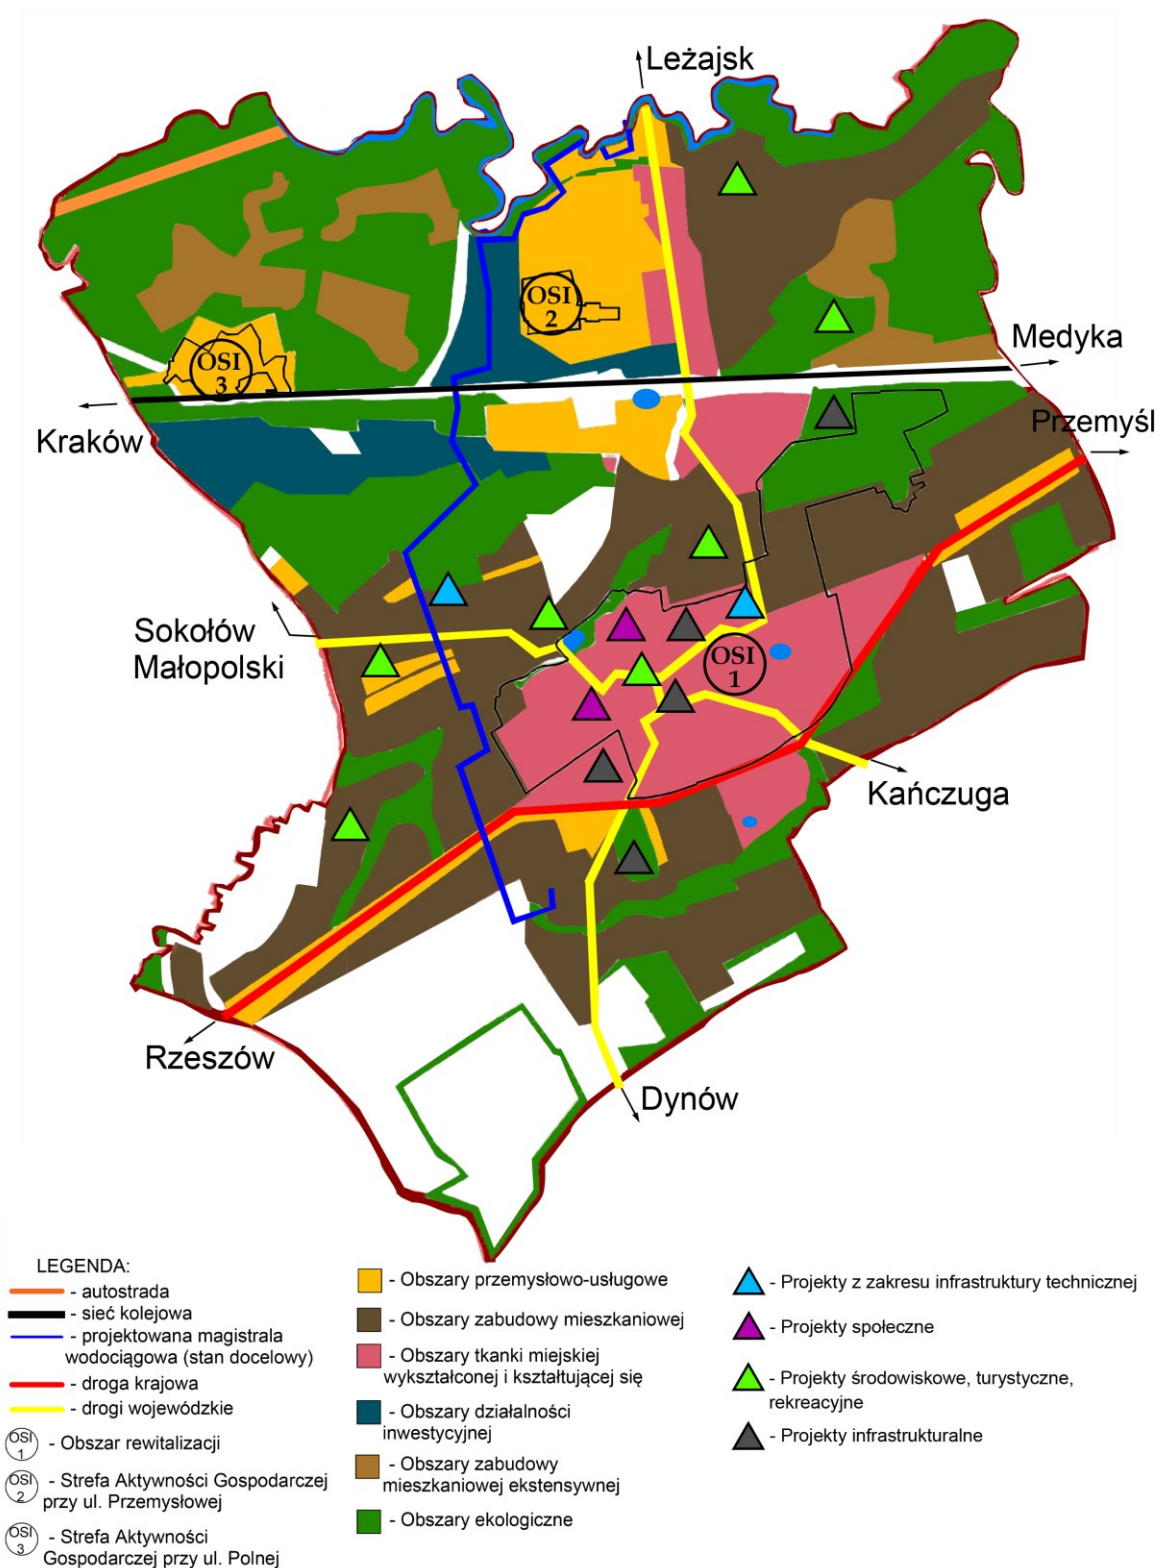 Leżajsk
OSI
2
OSI
3
Medyka
Kraków
Przemyśl
Sokołów
Małopolski
OSI
1
Kańczuga
Rzeszów
Dynów
LEGENDA:
- autostrada
- sieć kolejowa
- projektowana magistrala
wodociągowa (stan docelowy)
- droga krajowa
- drogi wojewódzkie
OSI
1
- Obszar rewitalizacji
OSI
2
- Strefa Aktywności Gospodarczej
przy ul. Przemysłowej
OSI
3
- Strefa Aktywności
Gospodarczej przy ul. Polnej
- Obszary przemysłowo-usługowe
- Obszary zabudowy mieszkaniowej
- Obszary tkanki miejskiej
wykształconej i kształtującej się
- Obszary działalności
inwestycyjnej
- Obszary zabudowy
mieszkaniowej ekstensywnej
- Obszary ekologiczne
- Projekty z zakresu infrastruktury technicznej
- Projekty społeczne
- Projekty środowiskowe, turystyczne,
rekreacyjne
- Projekty infrastrukturalne